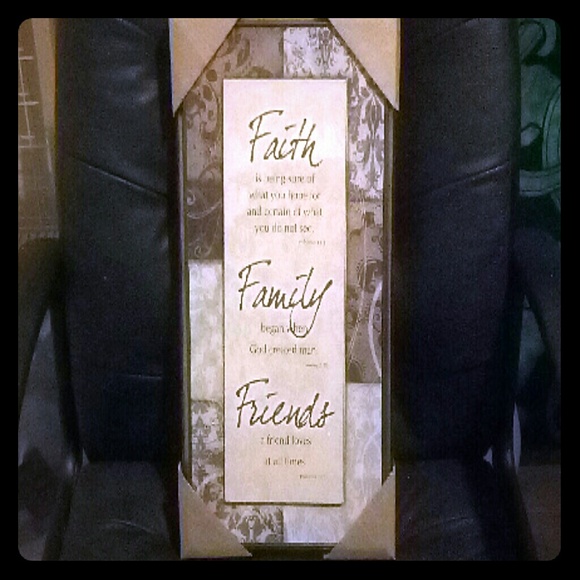 Faith
is being sure of
what you hope for
and certain of what
you do not see.
Family
began when
God created man
Friends
a friend loves
at all times